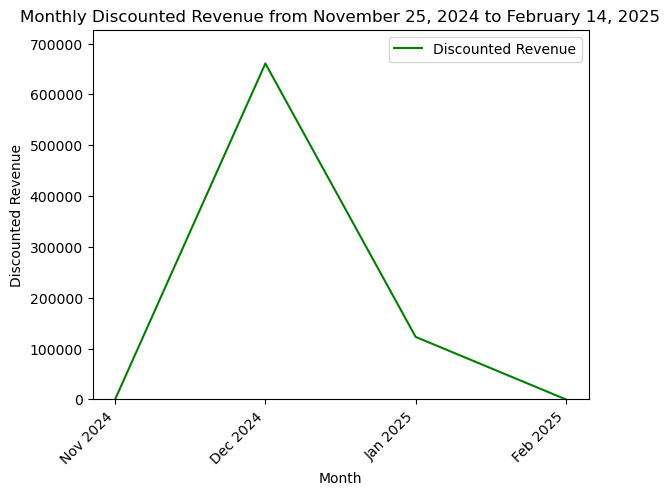 Monthly Discounted Revenue from November 25, 2024 to February 14, 2025
Discounted Revenue
700000
600000
500000
400000
300000
200000
100000
0
Discounted Revenue
Nov 2024
Dec 2024
Jan 2025
Feb 2025
Month